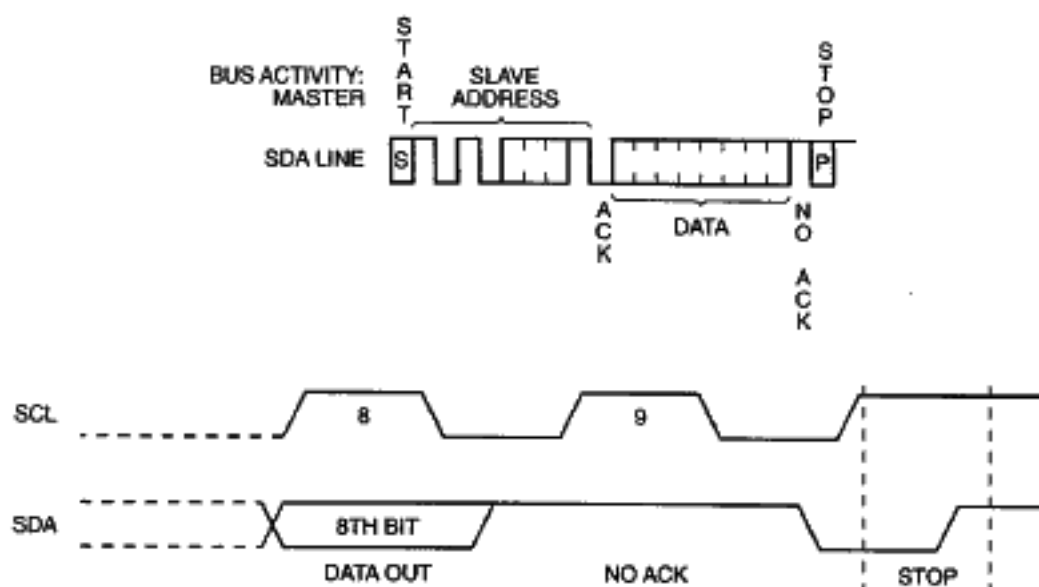 START
STOP
BUS ACTIVITY:
MASTER
SLAVE
ADDRESS
SDA LINE
S
P
ACK
DATA
NO ACK
SCL
8
9
SDA
8TH BIT
DATA OUT
NO ACK
STOP